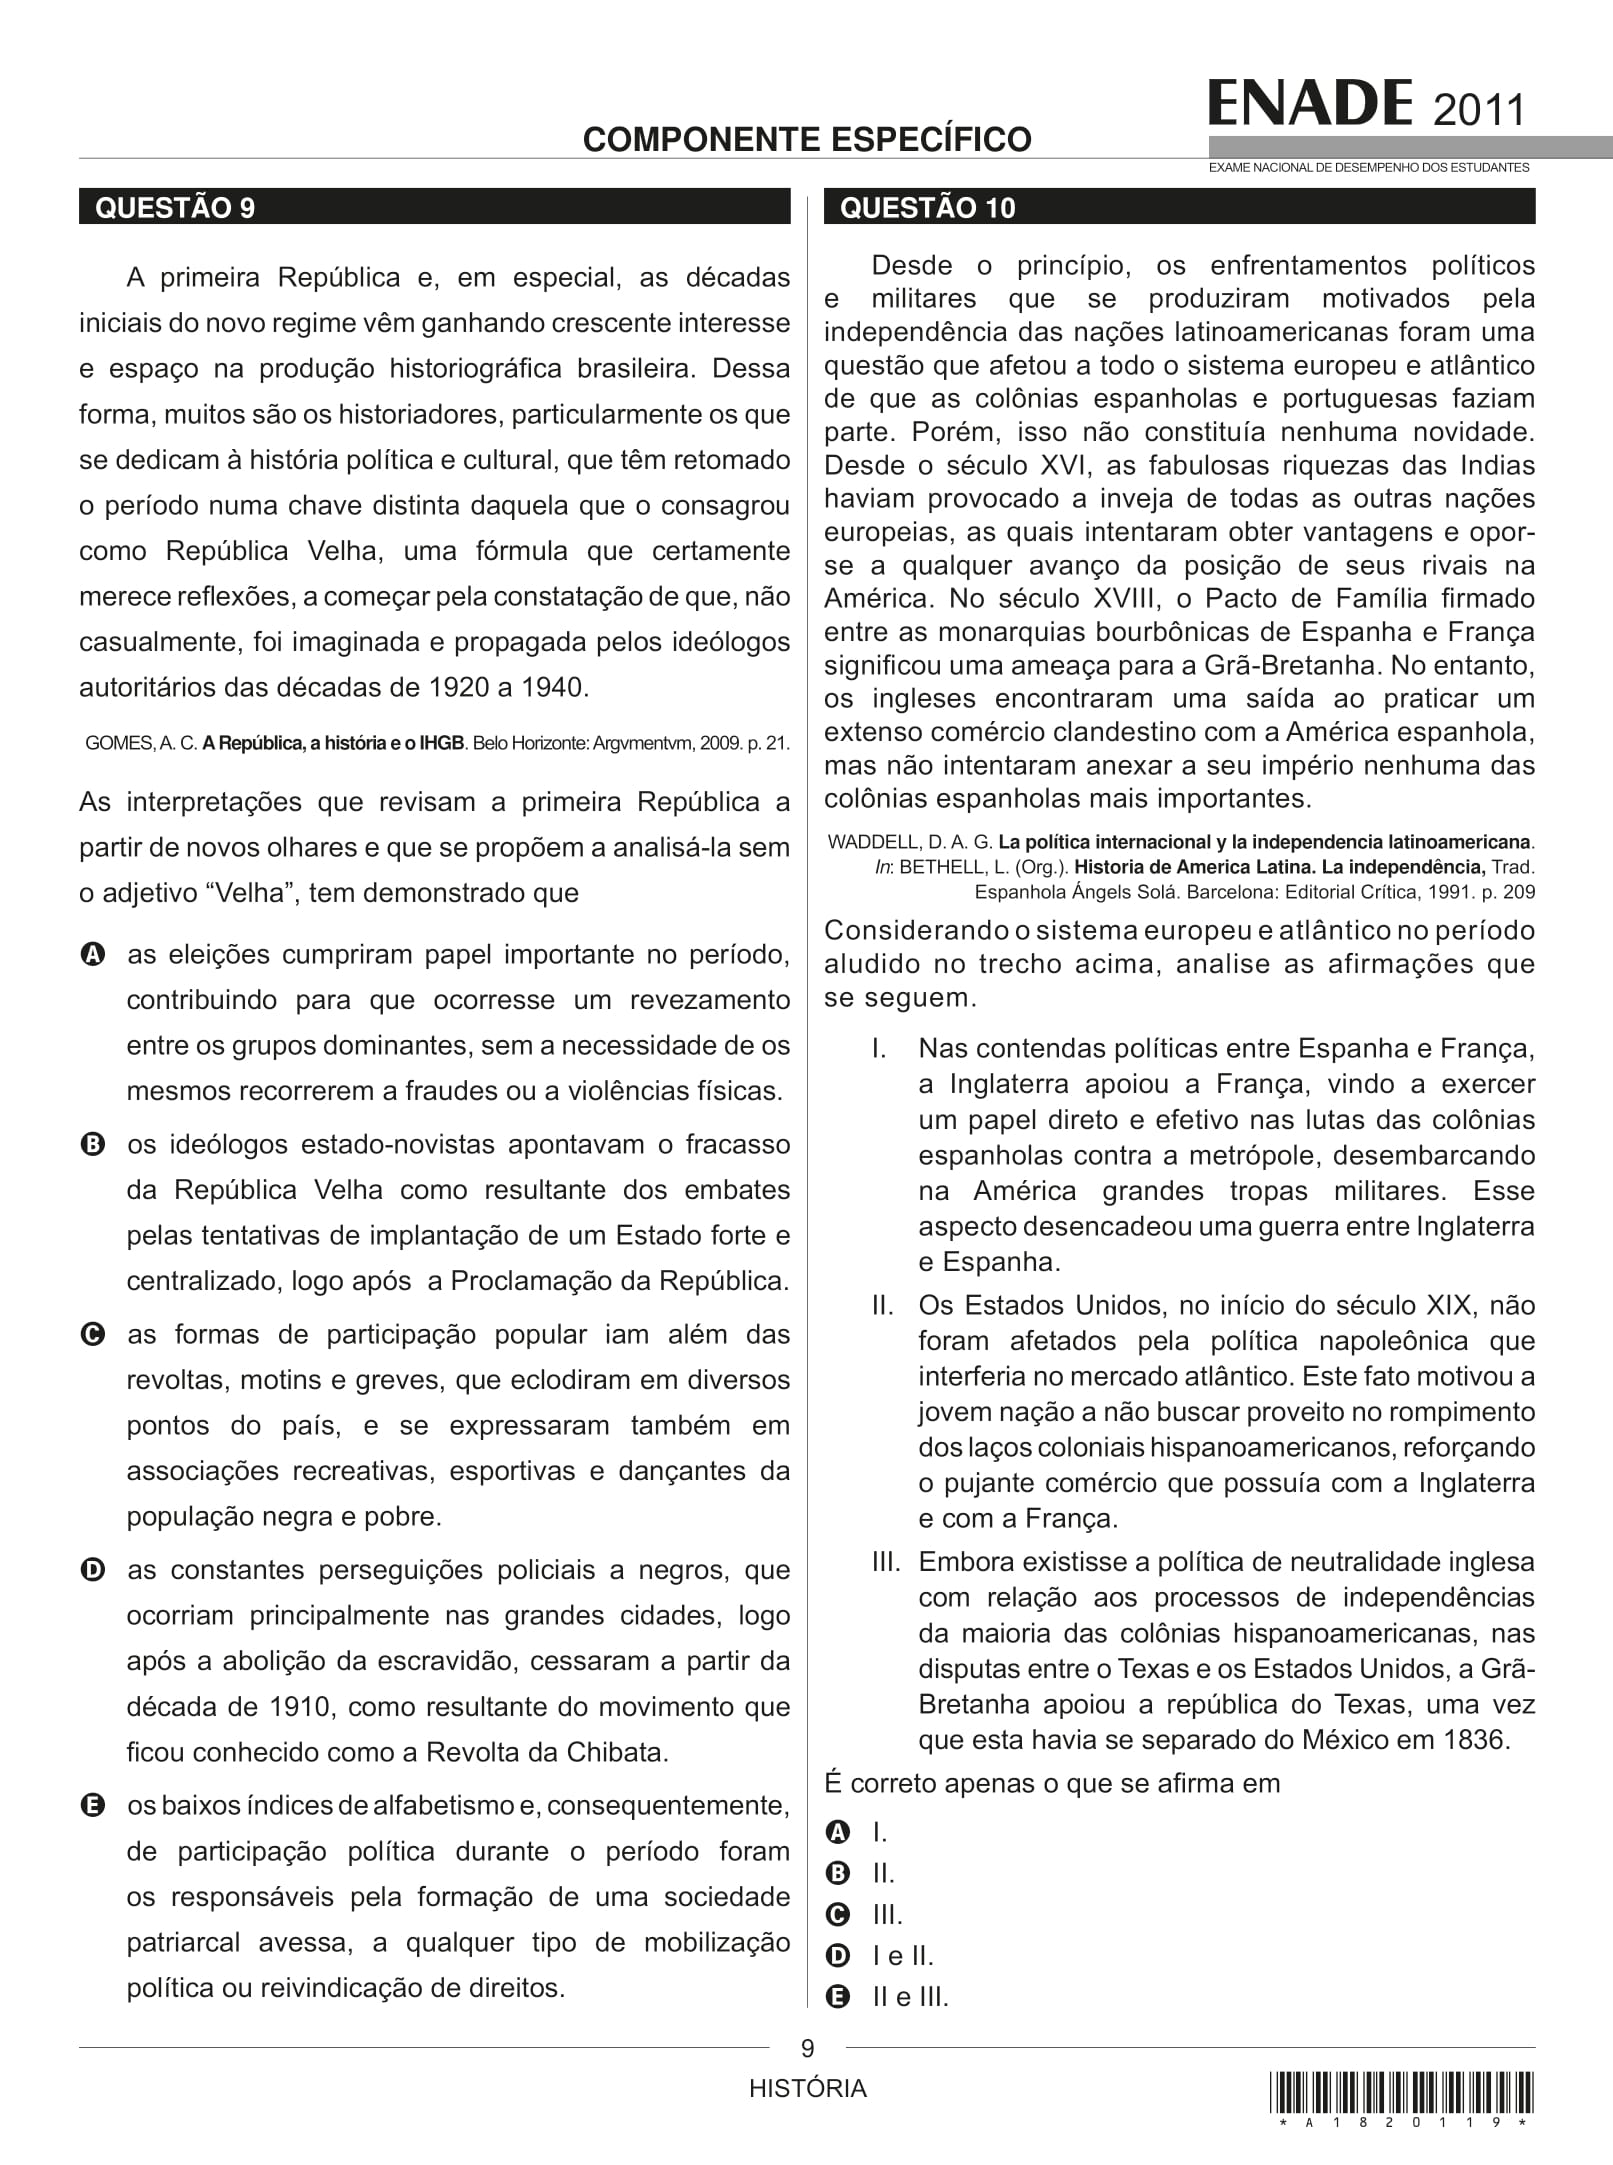 ENADE 2011
COMPONENTE ESPECÍFICO
EXAME NACIONAL DE DESEMPENHO DOS ESTUDANTES
QUESTÃO 9
A primeira República e, em especial, as décadas
iniciais do novo regime vêm ganhando crescente interesse
e espaço na produção historiográfica brasileira. Dessa
forma, muitos são os historiadores, particularmente os que
se dedicam à história política e cultural, que têm retomado
o período numa chave distinta daquela que o consagrou
como República Velha, uma fórmula que certamente
merece reflexões, a começar pela constatação de que, não
casualmente, foi imaginada e propagada pelos ideólogos
autoritários das décadas de 1920 a 1940.
GOMES, A. C. A República, a história e o IHGB. Belo Horizonte: Argvmentvm, 2009. p. 21.
As interpretações que revisam a primeira República a
partir de novos olhares e que se propõem a analisá-la sem
o adjetivo “Velha”, tem demonstrado que
A as eleições cumpriram papel importante no período,
contribuindo para que ocorresse um revezamento
entre os grupos dominantes, sem a necessidade de os
mesmos recorrerem a fraudes ou a violências físicas.
B os ideólogos estado-novistas apontavam o fracasso
da República Velha como resultante dos embates
pelas tentativas de implantação de um Estado forte e
centralizado, logo após a Proclamação da República.
C as formas de participação popular iam além das
revoltas, motins e greves, que eclodiram em diversos
pontos do país, e se expressaram também em
associações recreativas, esportivas e dançantes da
população negra e pobre.
D as constantes perseguições policiais a negros, que
ocorriam principalmente nas grandes cidades, logo
após a abolição da escravidão, cessaram a partir da
década de 1910, como resultante do movimento que
ficou conhecido como a Revolta da Chibata.
E os baixos índices de alfabetismo e, consequentemente,
de participação política durante o período foram
os responsáveis pela formação de uma sociedade
patriarcal avessa, a qualquer tipo de mobilização
política ou reivindicação de direitos.
QUESTÃO 10
Desde o princípio, os enfrentamentos políticos
e militares que se produziram motivados pela
independência das nações latinoamericanas foram uma
questão que afetou a todo o sistema europeu e atlântico
de que as colônias espanholas e portuguesas faziam
parte. Porém, isso não constituía nenhuma novidade.
Desde o século XVI, as fabulosas riquezas das Indias
haviam provocado a inveja de todas as outras nações
europeias, as quais intentaram obter vantagens e opor-
se a qualquer avanço da posição de seus rivais na
América. No século XVIII, o Pacto de Família firmado
entre as monarquias bourbônicas de Espanha e França
significou uma ameaça para a Grã-Bretanha. No entanto,
os ingleses encontraram uma saída ao praticar um
extenso comércio clandestino com a América espanhola,
mas não intentaram anexar a seu império nenhuma das
colônias espanholas mais importantes.
WADDELL, D. A. G. La política internacional y la independencia latinoamericana.
In: BETHELL, L. (Org.). Historia de America Latina. La independência, Trad.
Espanhola Ángels Solá. Barcelona: Editorial Crítica, 1991. p. 209
Considerando o sistema europeu e atlântico no período
aludido no trecho acima, analise as afirmações que
se seguem.
I. Nas contendas políticas entre Espanha e França,
a Inglaterra apoiou a França, vindo a exercer
um papel direto e efetivo nas lutas das colônias
espanholas contra a metrópole, desembarcando
na América grandes tropas militares. Esse
aspecto desencadeou uma guerra entre Inglaterra
e Espanha.
II. Os Estados Unidos, no início do século XIX, não
foram afetados pela política napoleônica que
interferia no mercado atlântico. Este fato motivou a
jovem nação a não buscar proveito no rompimento
dos laços coloniais hispanoamericanos, reforçando
o pujante comércio que possuía com a Inglaterra
e com a França.
III. Embora existisse a política de neutralidade inglesa
com relação aos processos de independências
da maioria das colônias hispanoamericanas, nas
disputas entre o Texas e os Estados Unidos, a Grã-
Bretanha apoiou a república do Texas, uma vez
que esta havia se separado do México em 1836.
É correto apenas o que se afirma em
A I.
B II.
C III.
D I e II.
E II e III.
9
HISTÓRIA
* A 1 8 2 0 1 1 9 *